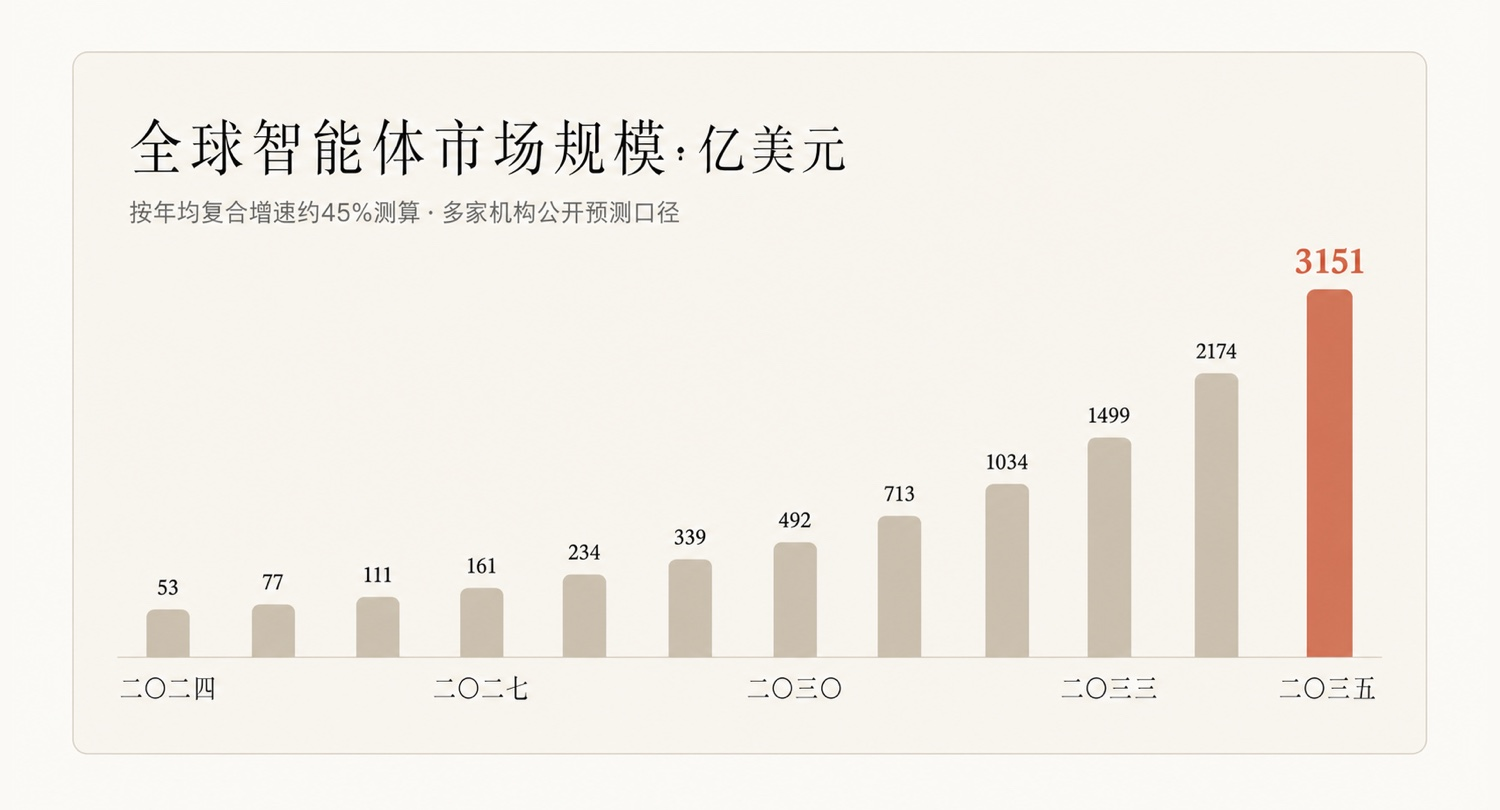 全球智能体市场规模：亿美元
按年均复合增速约45%测算 · 多家机构公开预测口径
53
77
111
161
234
339
492
713
1034
1499
2174
3151
二〇二四
二〇二七
二〇三〇
二〇三三
二〇三五